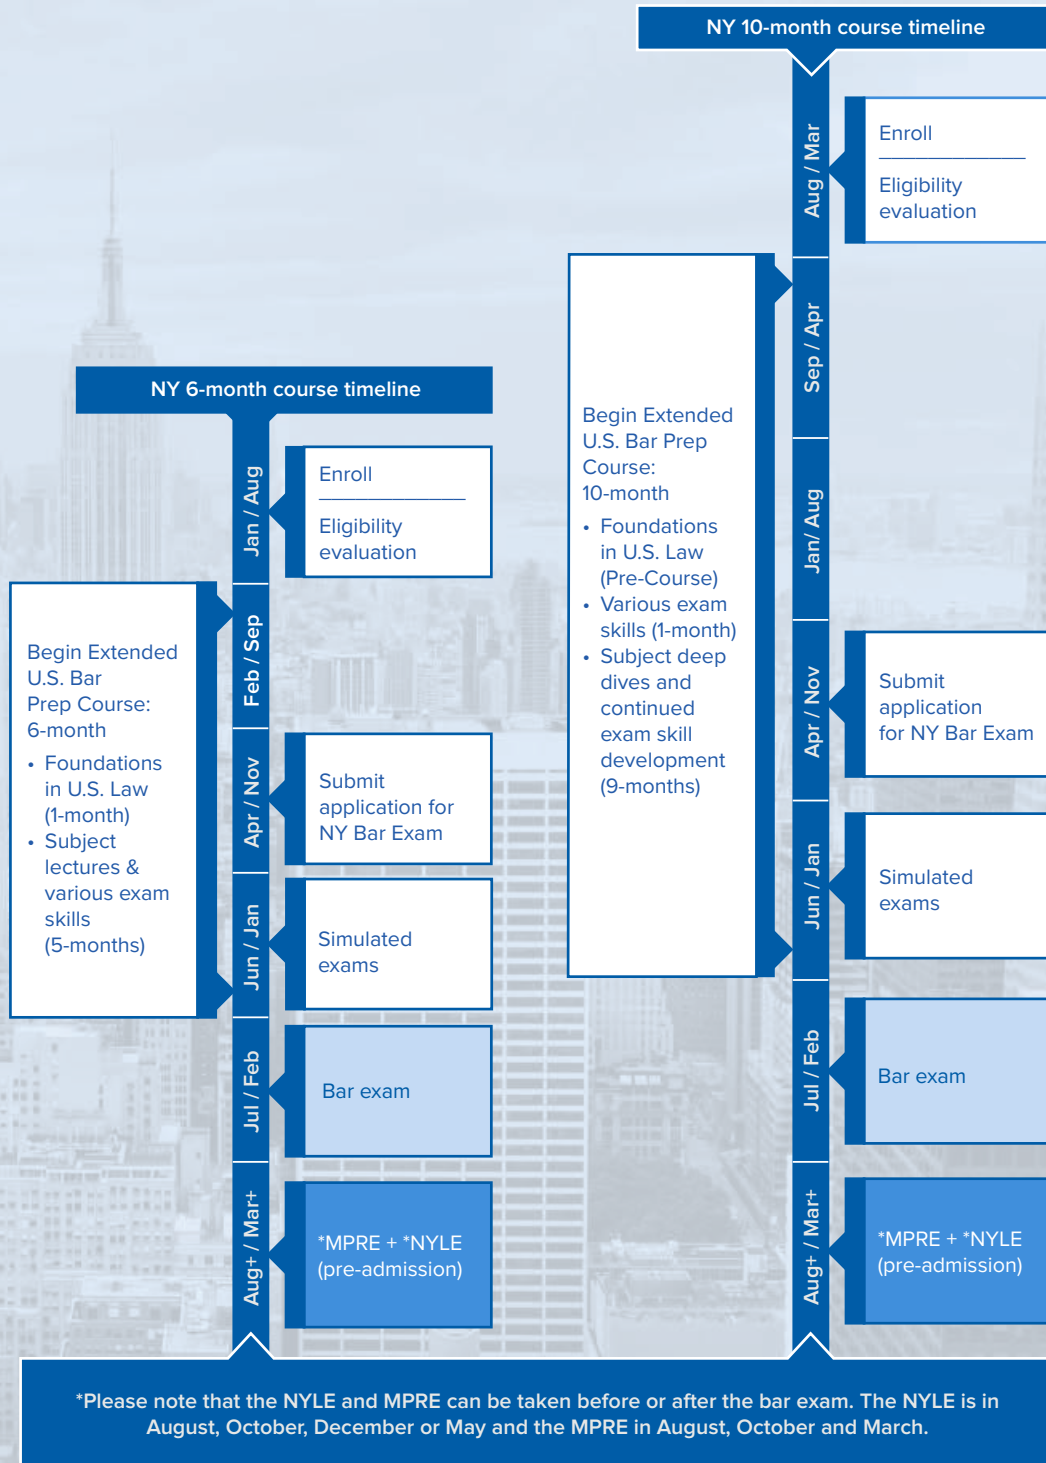 NY 10-month course timeline
Aug / Mar
Enroll
Eligibility
evaluation
Sep / Apr
Begin Extended
U.S. Bar Prep
Course:
10-month
• Foundations
in U.S. Law
(Pre-Course)
• Various exam
skills (1-month)
• Subject deep
dives and
continued
exam skill
development
(9-months)
Jan/ Aug
Apr / Nov
Submit
application
for NY Bar Exam
Jun / Jan
Simulated
exams
Jul / Feb
Bar exam
Aug+ / Mar+
*MPRE + *NYLE
(pre-admission)
NY 6-month course timeline
Jan / Aug
Enroll
Eligibility
evaluation
Feb / Sep
Begin Extended
U.S. Bar
Prep Course:
6-month
• Foundations
in U.S. Law
(1-month)
• Subject
lectures &
various exam
skills
(5-months)
Apr / Nov
Submit
application for
NY Bar Exam
Jun / Jan
Simulated
exams
Jul / Feb
Bar exam
Aug+ / Mar+
*MPRE + *NYLE
(pre-admission)
*Please note that the NYLE and MPRE can be taken before or after the bar exam. The NYLE is in
August, October, December or May and the MPRE in August, October and March.